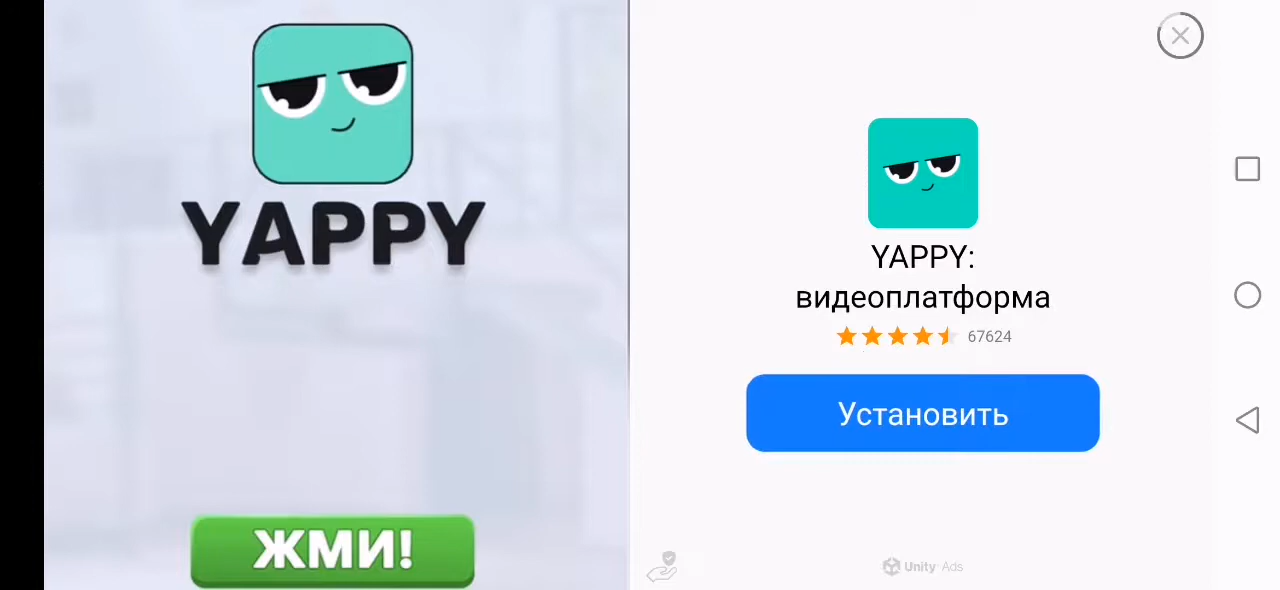 YAPPY
ЖМИ!
YAPPY:
видеоплатформа
67624
Установить
Unity Ads